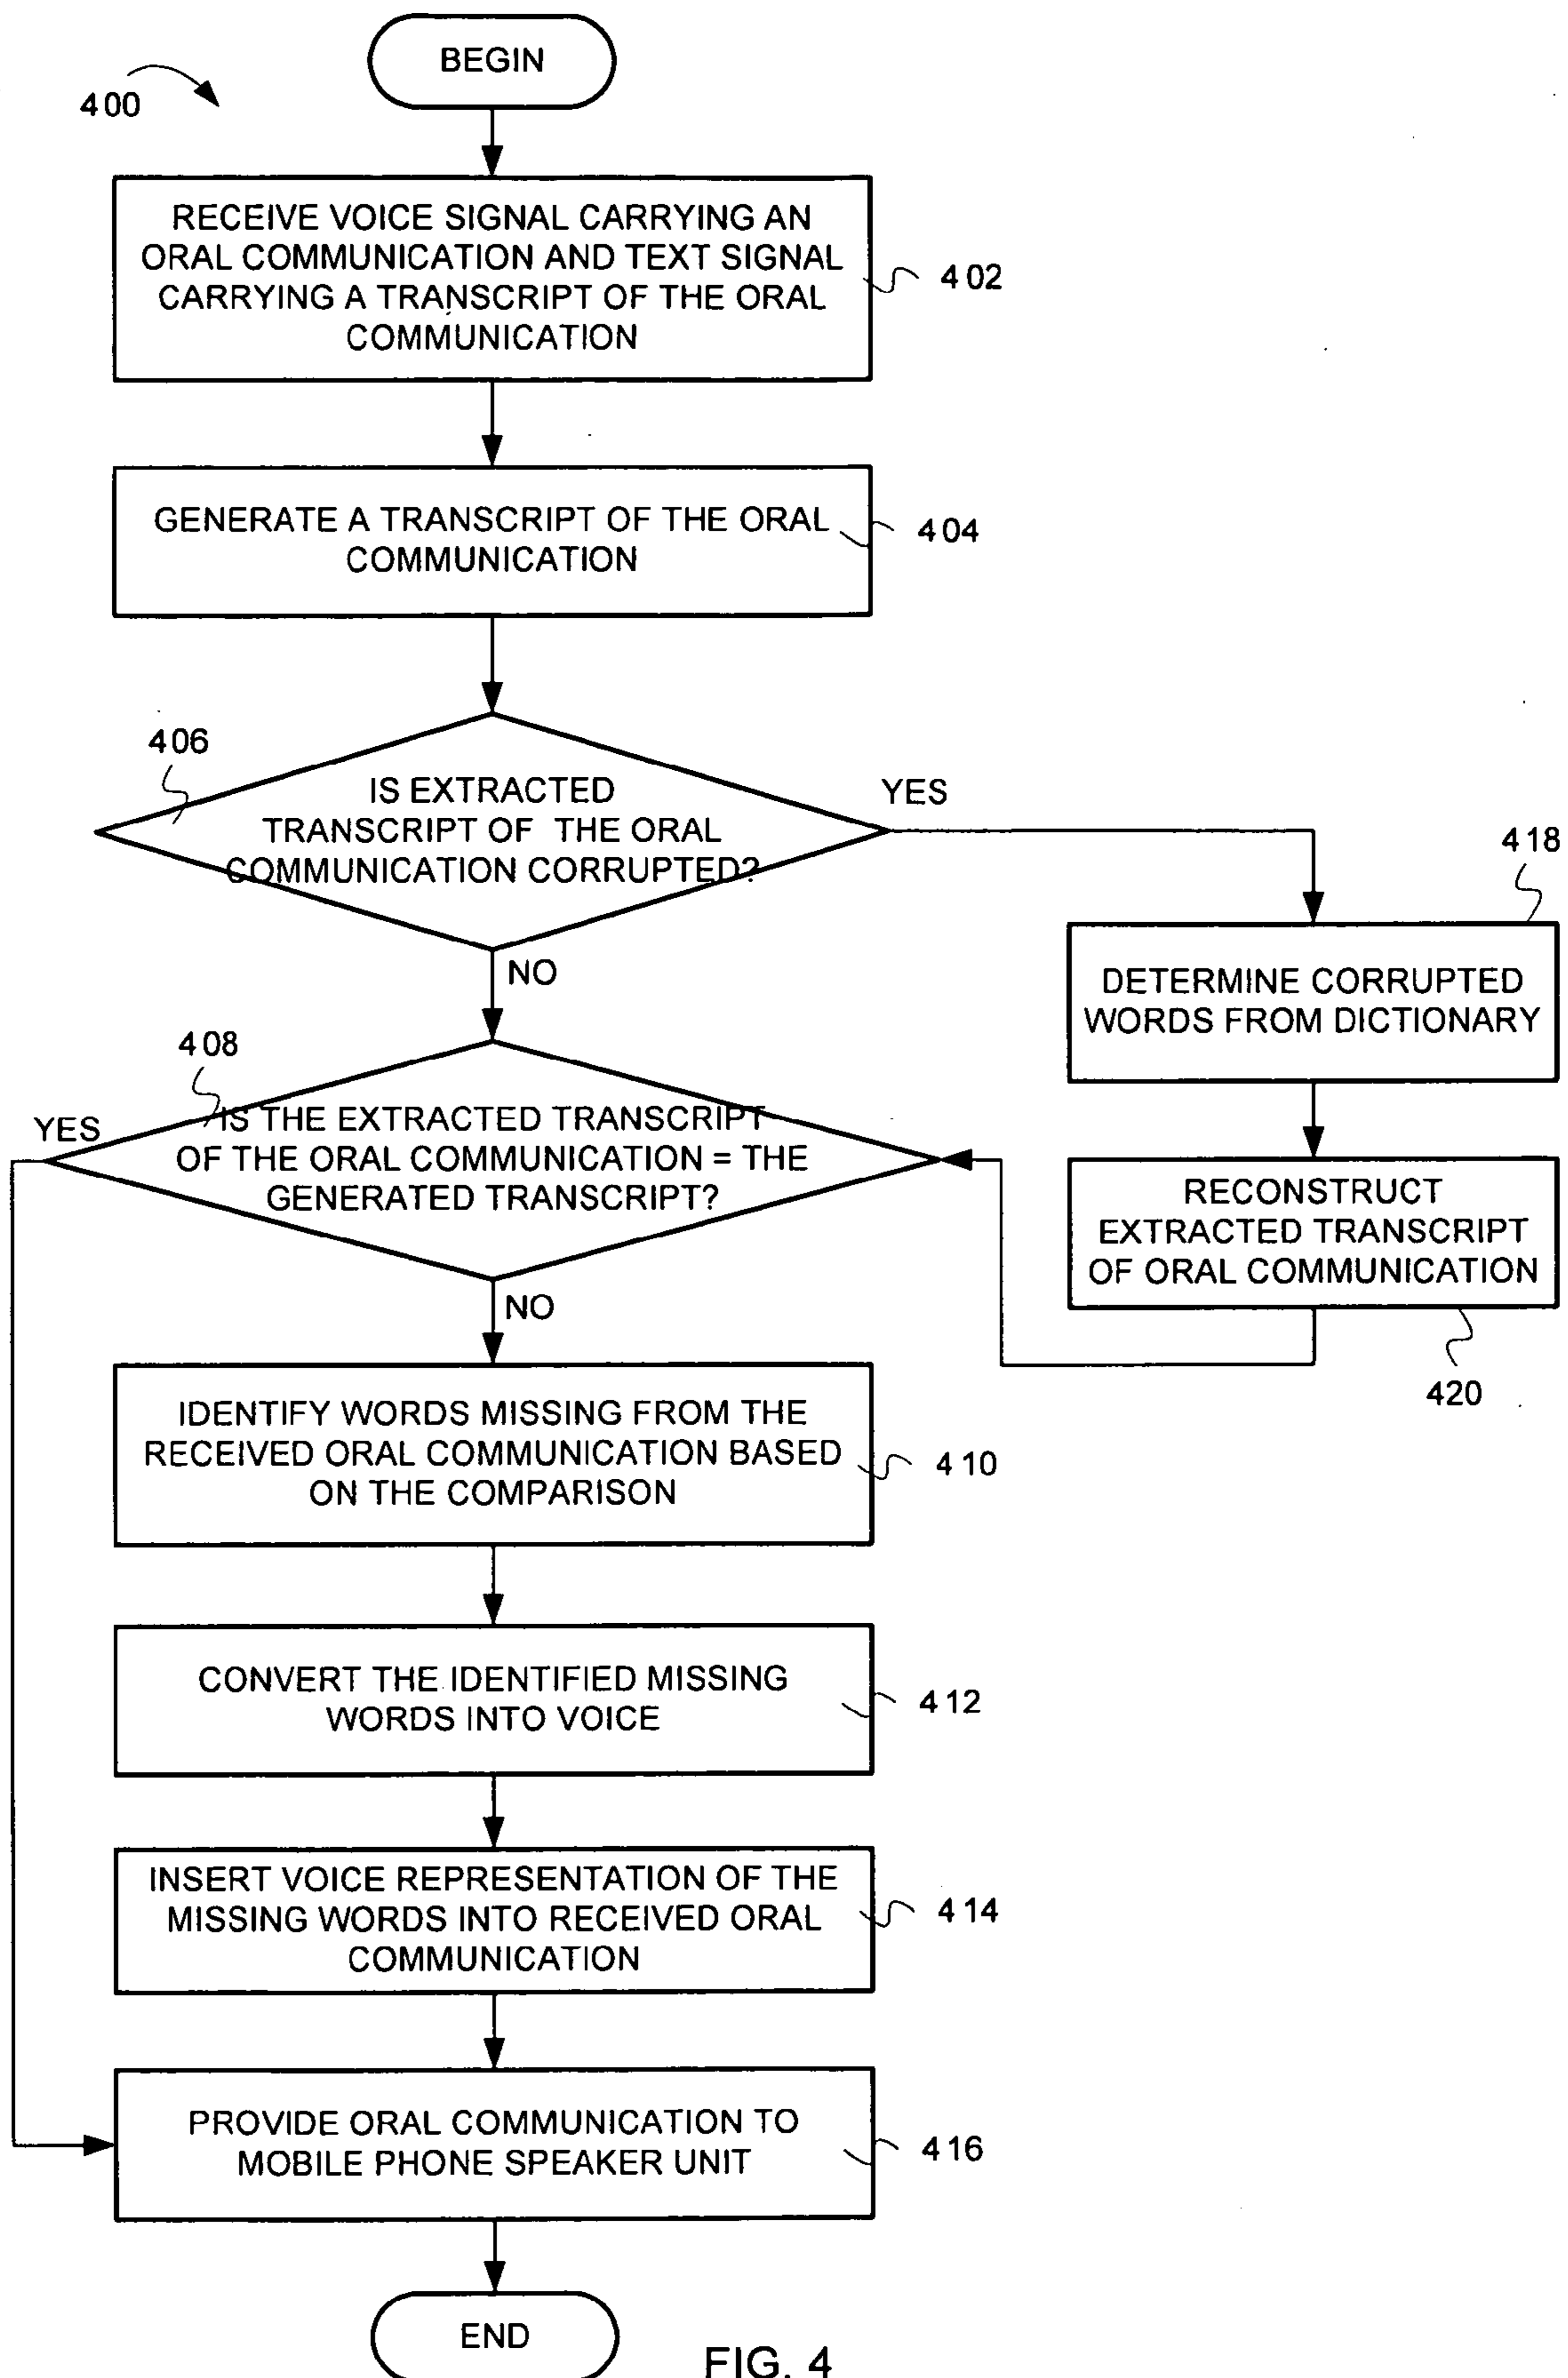 BEGIN
400
RECEIVE VOICE SIGNAL CARRYING AN
ORAL COMMUNICATION AND TEXT SIGNAL
CARRYING A TRANSCRIPT OF THE ORAL
COMMUNICATION
402
GENERATE A TRANSCRIPT OF THE ORAL
COMMUNICATION
404
406
IS EXTRACTED
TRANSCRIPT OF THE ORAL
COMMUNICATION CORRUPTED?
YES
NO
418
DETERMINE CORRUPTED
WORDS FROM DICTIONARY
408
YES
IS THE EXTRACTED TRANSCRIPT
OF THE ORAL COMMUNICATION = THE
GENERATED TRANSCRIPT?
NO
RECONSTRUCT
EXTRACTED TRANSCRIPT
OF ORAL COMMUNICATION
420
IDENTIFY WORDS MISSING FROM THE
RECEIVED ORAL COMMUNICATION BASED
ON THE COMPARISON
410
CONVERT THE IDENTIFIED MISSING
WORDS INTO VOICE
412
INSERT VOICE REPRESENTATION OF THE
MISSING WORDS INTO RECEIVED ORAL
COMMUNICATION
414
PROVIDE ORAL COMMUNICATION TO
MOBILE PHONE SPEAKER UNIT
416
END
FIG. 4